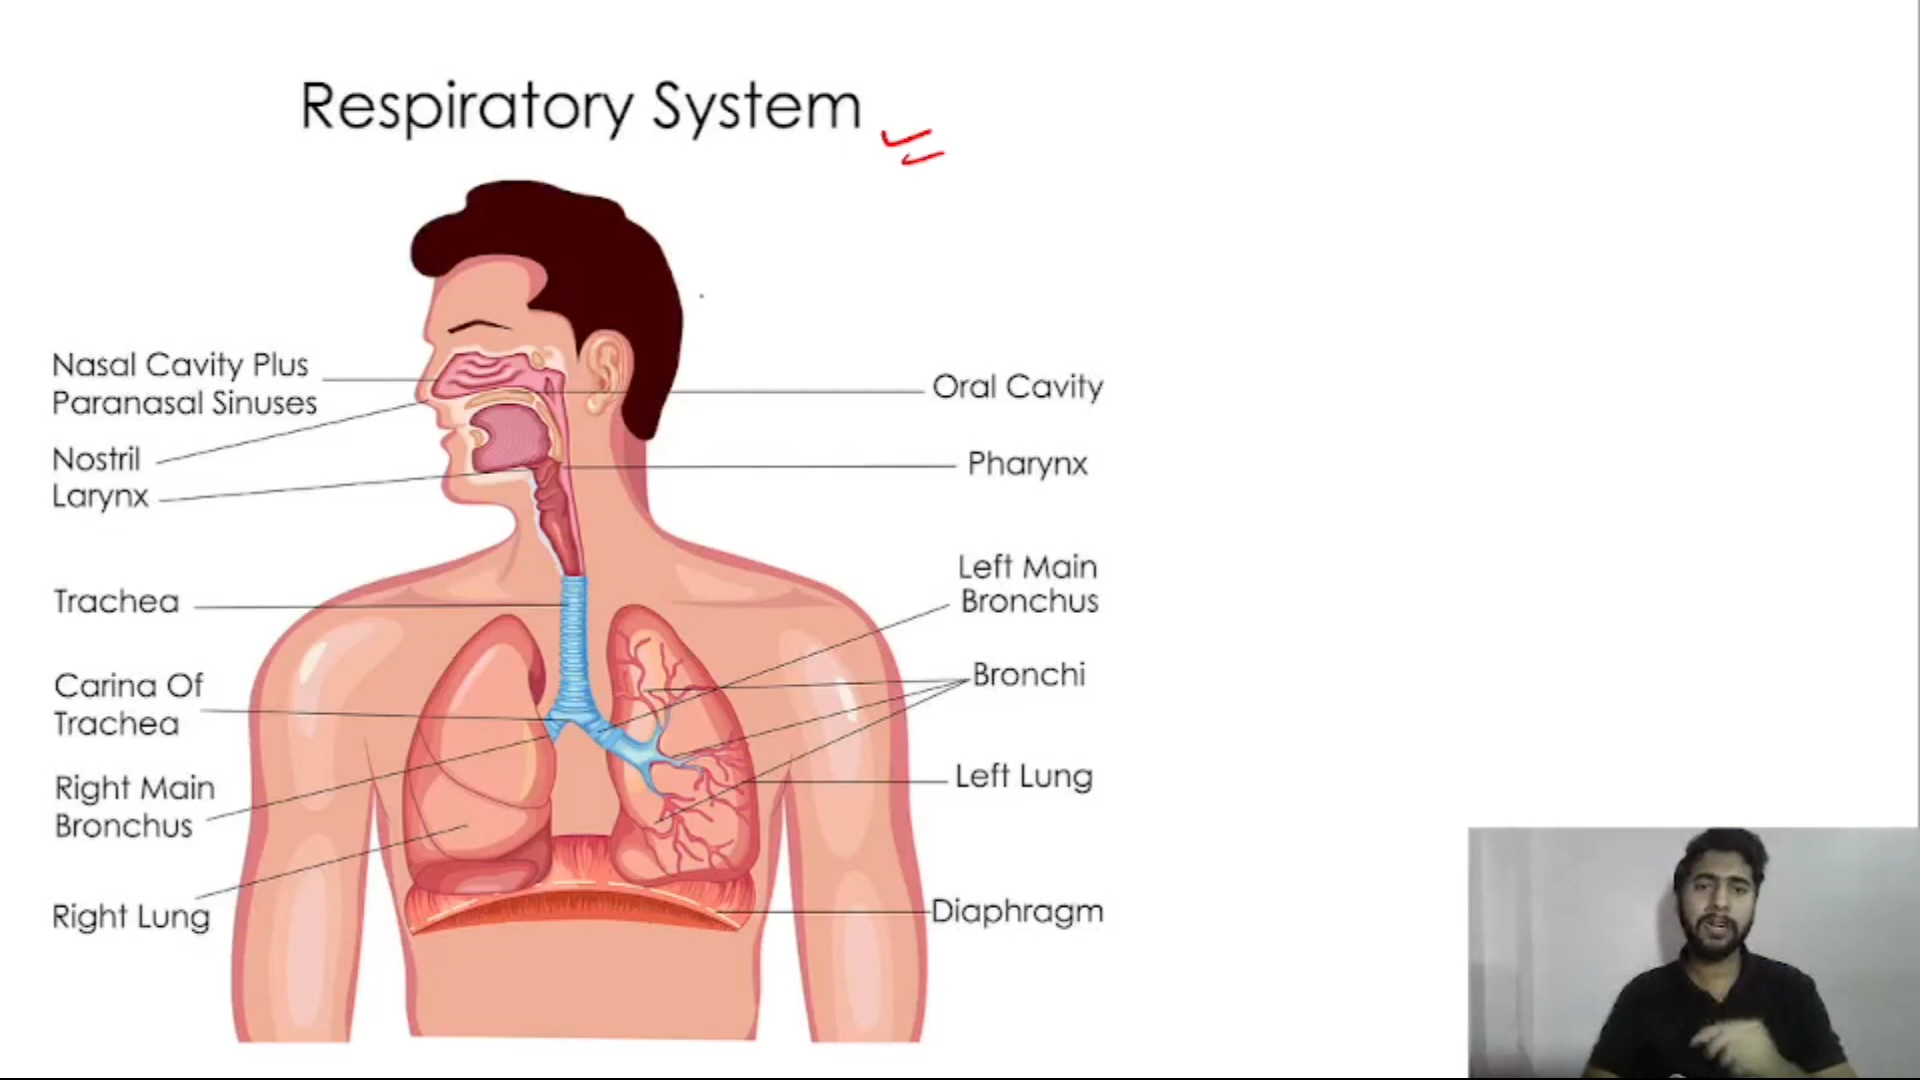 Respiratory System
Nasal Cavity Plus
Paranasal Sinuses
Nostril
Larynx
Trachea
Carina Of
Trachea
Right Main
Bronchus
Right Lung
Oral Cavity
Pharynx
Left Main
Bronchus
Bronchi
Left Lung
Diaphragm